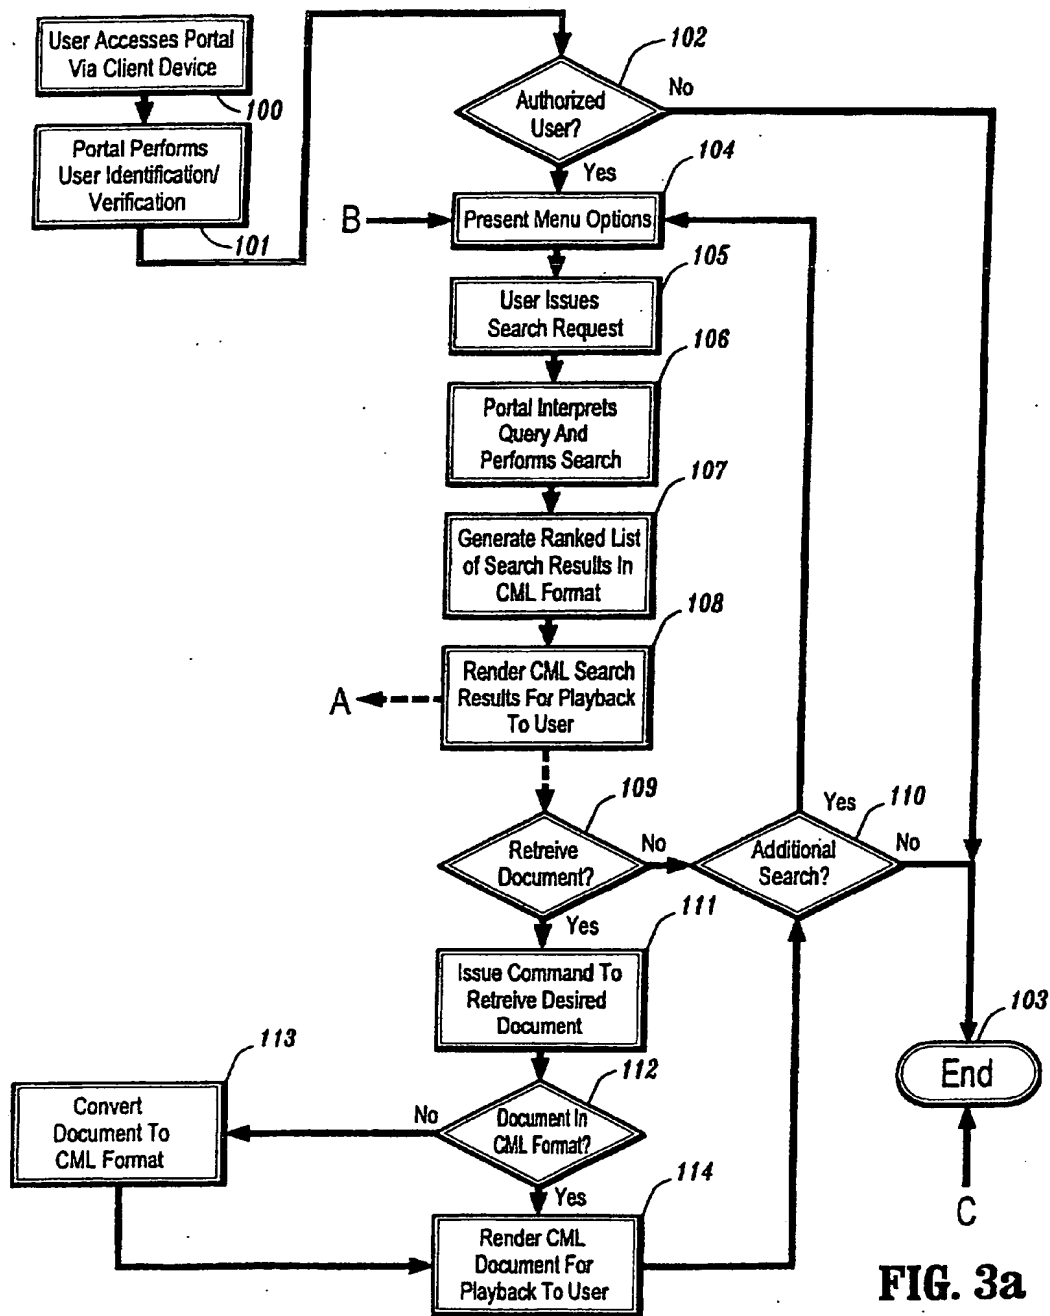 User Accesses Portal
Via Client Device
100
Portal Performs
User Identification/
Verification
101
102
Authorized
User?
No
Yes
104
B
Present Menu Options
105
User Issues
Search Request
106
Portal Interprets
Query And
Performs Search
107
Generate Ranked List
of Search Results In
CML Format
108
Render CML Search
Results For Playback
To User
A
109
Retreive
Document?
No
Yes
110
Additional
Search?
Yes
No
111
Issue Command To
Retreive Desired
Document
103
End
C
112
Document In
CML Format?
No
Yes
113
Convert
Document To
CML Format
114
Render CML
Document For
Playback To User
FIG. 3a